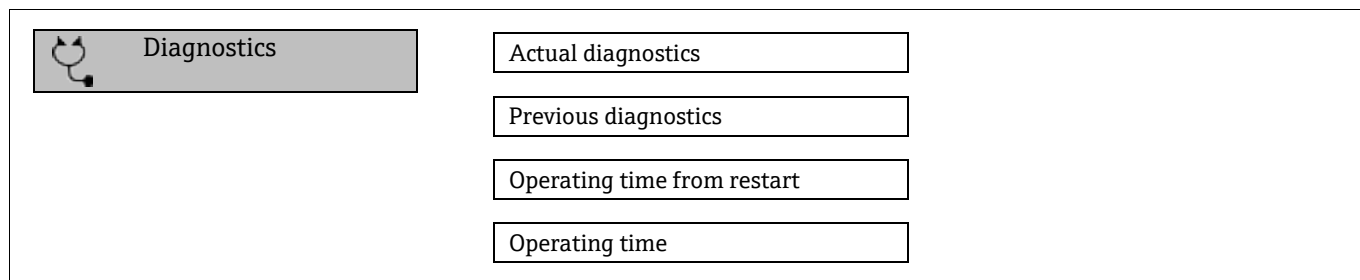 Diagnostics
Actual diagnostics
Previous diagnostics
Operating time from restart
Operating time